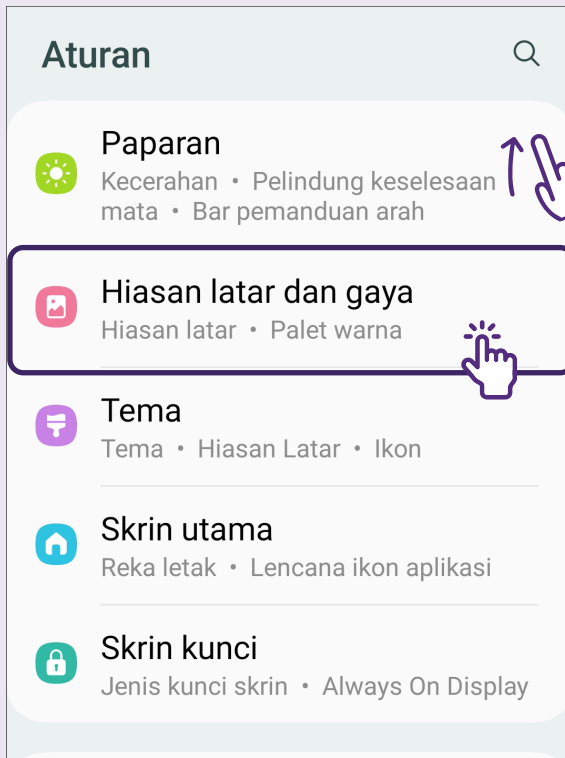 Aturan
Paparan
Kecerahan • Pelindung keselesaan
mata • Bar pemanduan arah
Hiasan latar dan gaya
Hiasan latar • Palet warna
Tema
Tema • Hiasan Latar • Ikon
Skrin utama
Reka letak • Lencana ikon aplikasi
Skrin kunci
Jenis kunci skrin • Always On Display